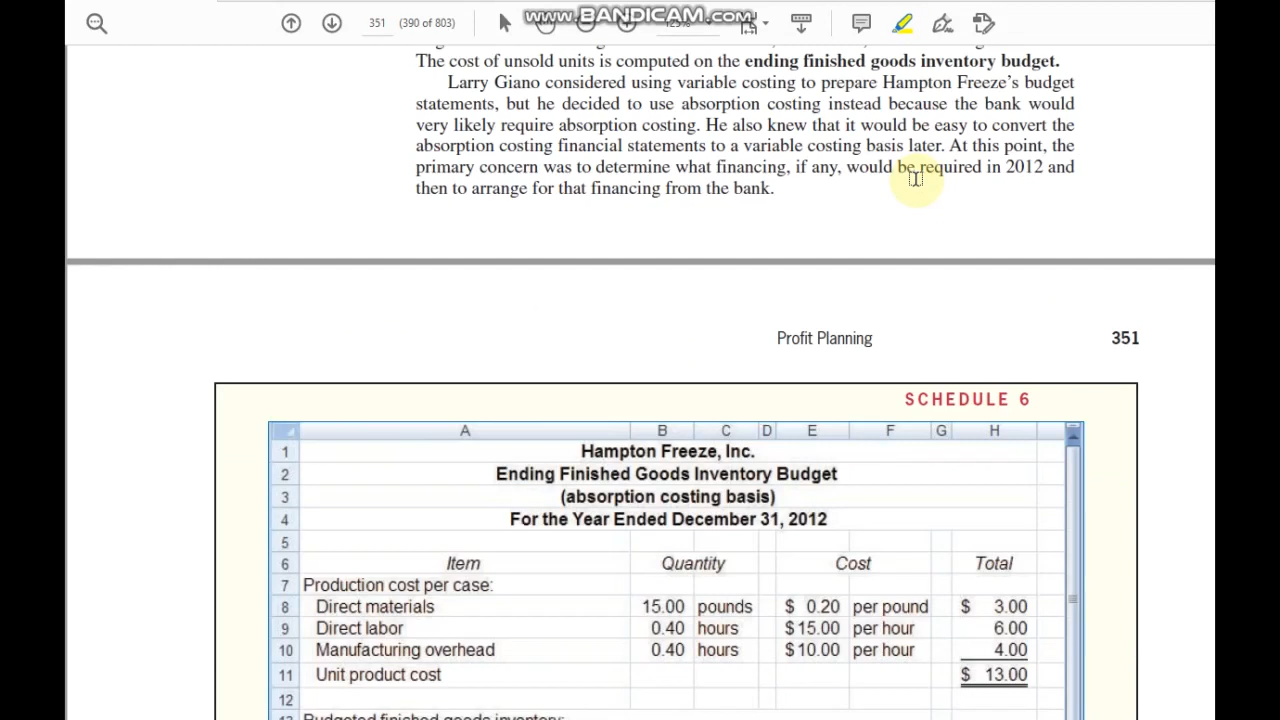 351 (390 of 803)
www.BANDICAM.com
The cost of unsold units is computed on the ending finished goods inventory budget.
Larry Giano considered using variable costing to prepare Hampton Freeze's budget
statements, but he decided to use absorption costing instead because the bank would
very likely require absorption costing. He also knew that it would be easy to convert the
absorption costing financial statements to a variable costing basis later. At this point, the
primary concern was to determine what financing, if any, would be required in 2012 and
then to arrange for that financing from the bank.
Profit Planning 351
SCHEDULE 6
A B C D E F G H
1 Hampton Freeze, Inc.
2 Ending Finished Goods Inventory Budget
3 (absorption costing basis)
4 For the Year Ended December 31, 2012
5
6 Item Quantity Cost Total
7 Production cost per case:
8 Direct materials 15.00 pounds $ 0.20 per pound $ 3.00
9 Direct labor 0.40 hours $15.00 per hour 6.00
10 Manufacturing overhead 0.40 hours $10.00 per hour 4.00
11 Unit product cost $ 13.00
12
13 Budgeted finished goods inventory: